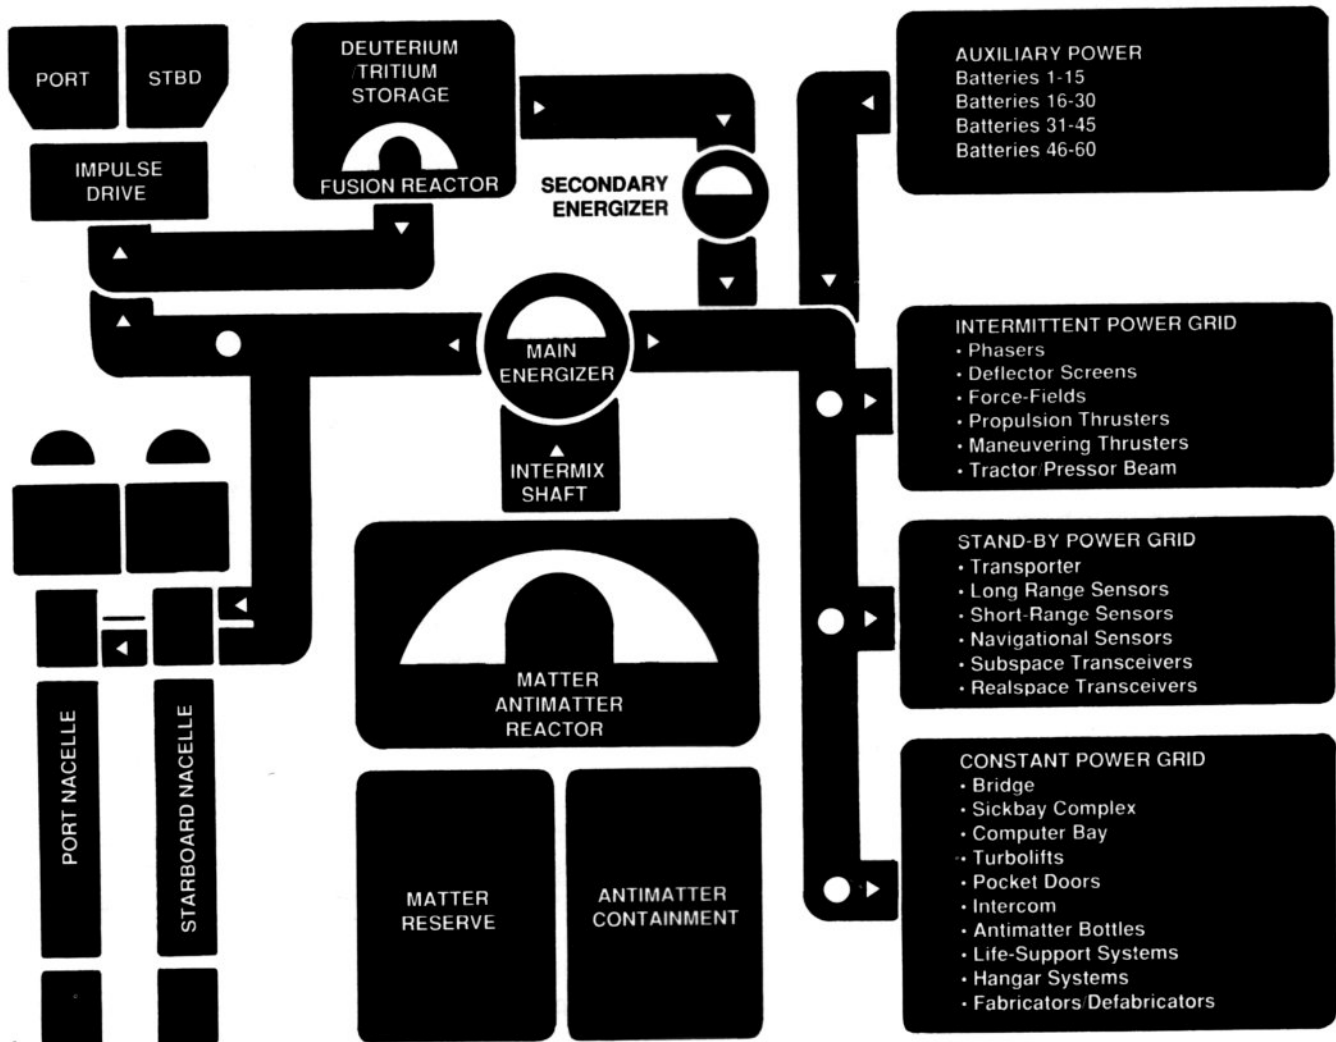 PORT
STBD
IMPULSE
DRIVE
DEUTERIUM
/TRITIUM
STORAGE
FUSION REACTOR
SECONDARY
ENERGIZER
AUXILIARY POWER
Batteries 1-15
Batteries 16-30
Batteries 31-45
Batteries 46-60
MAIN
ENERGIZER
INTERMIX
SHAFT
INTERMITTENT POWER GRID
• Phasers
• Deflector Screens
• Force-Fields
• Propulsion Thrusters
• Maneuvering Thrusters
• Tractor/Pressor Beam
STAND-BY POWER GRID
• Transporter
• Long Range Sensors
• Short-Range Sensors
• Navigational Sensors
• Subspace Transceivers
• Realspace Transceivers
MATTER
ANTIMATTER
REACTOR
PORT NACELLE
STARBOARD NACELLE
MATTER
RESERVE
ANTIMATTER
CONTAINMENT
CONSTANT POWER GRID
• Bridge
• Sickbay Complex
• Computer Bay
• Turbolifts
• Pocket Doors
• Intercom
• Antimatter Bottles
• Life-Support Systems
• Hangar Systems
• Fabricators/Defabricators